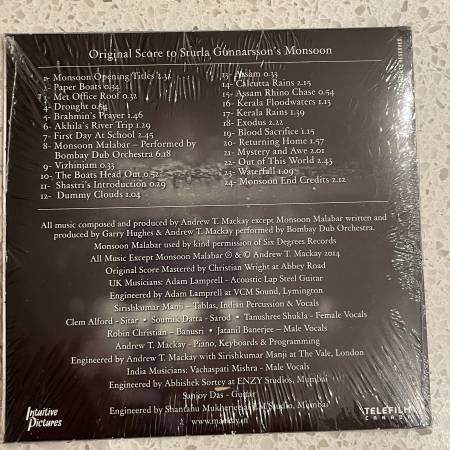 Original Score to Sturla Gunnarsson's Monsoon
1- Monsoon Opening Titles 1.32
1- Paper Boats 0.34
2- Met Office Roof 0.32
4- Drought 0.54
5- Brahmin's Prayer 1.46
6- Akhila's River Trip 1.29
7- First Day At School 2.45
8- Monsoon Malabar – Performed by
Bombay Dub Orchestra 6.18
9- Vizhinjam 0.33
10- The Boats Head Out 0.52
11- Shastri's Introduction 0.29
12- Dummy Clouds 1.04
13- Assam 0.33
14- Calcutta Rains 2.15
15- Assam Rhino Chase 0.54
16- Kerala Floodwaters 1.13
17- Kerala Rains 1.39
18- Exodus 2.22
19- Blood Sacrifice 1.15
20- Returning Home 1.57
21- Mystery and Awe 2.01
22- Out of This World 2.43
23- Waterfall 1.09
24- Monsoon End Credits 2.12
All music composed and produced by Andrew T. Mackay except Monsoon Malabar written and
produced by Garry Hughes & Andrew T. Mackay performed by Bombay Dub Orchestra.
Monsoon Malabar used by kind permission of Six Degrees Records
All Music Except Monsoon Malabar ℗ & © Andrew T. Mackay 2014
Original Score Mastered by Christian Wright at Abbey Road
UK Musicians: Adam Lamprell - Acoustic Lap Steel Guitar
Engineered by Adam Lamprell at VCM Sound, Lymington
Sirishkumar Manji – Tablas, Indian Percussion & Vocals
Clem Alford - Sitar • Soumik Datta - Sarod • Tanushree Shukla - Female Vocals
Robin Christian – Banusri • Jatanil Banerjee – Male Vocals
Andrew T. Mackay - Piano, Keyboards & Programming
Engineered by Andrew T. Mackay with Sirishkumar Manji at The Vale, London
India Musicians: Vachaspati Mishra - Male Vocals
Engineered by Abhishek Sortey at ENZY Studios, Mumbai
Sanjoy Das - Guitar
Engineered by Shantanu Mukherjee Studio, Mumbai
Intuitive
Pictures
TELEFILM
CANADA